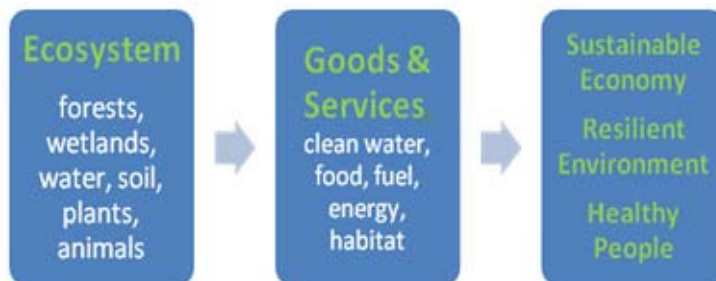 Ecosystem
forests,
wetlands,
water, soil,
plants,
animals
Goods &
Services
clean water,
food, fuel,
energy,
habitat
Sustainable
Economy
Resilient
Environment
Healthy
People